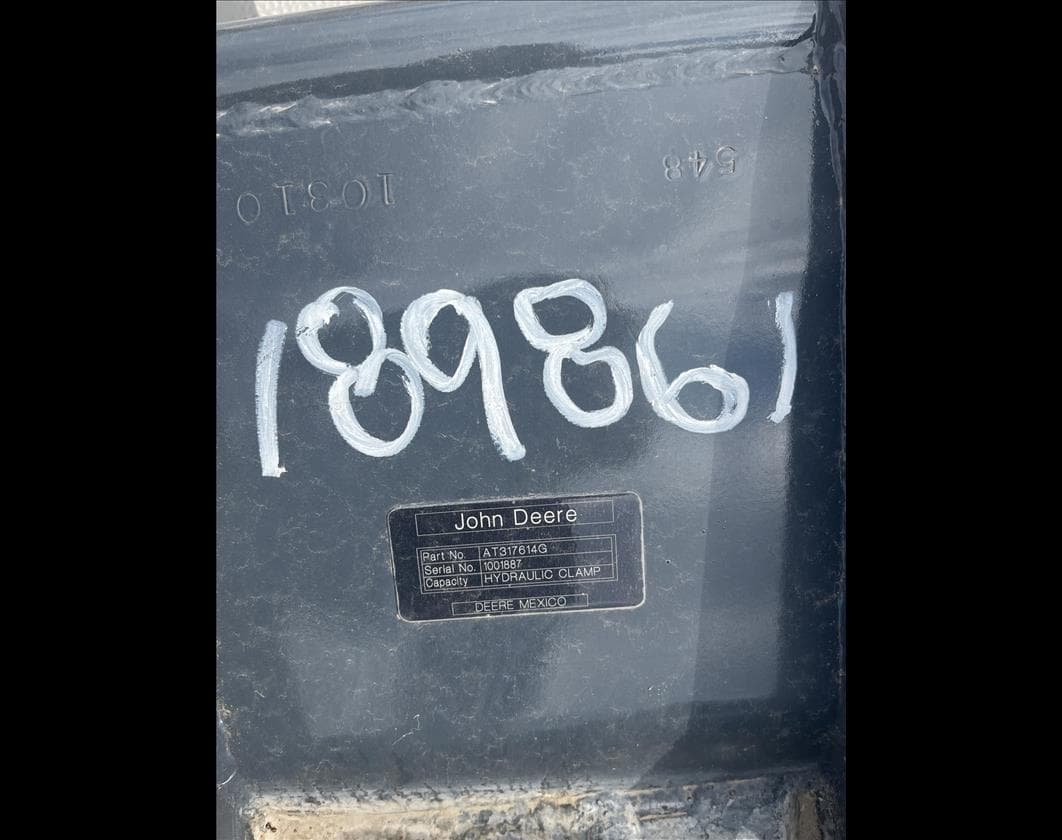 548 10310
189861
John Deere
Part No. AT317614G
Serial No. 1001887
Capacity HYDRAULIC CLAMP
DEERE MEXICO